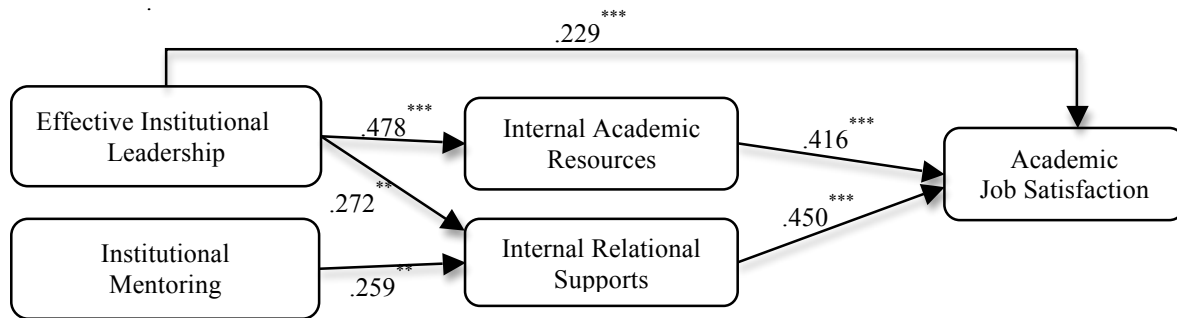 .229***
Effective Institutional
Leadership
.478***
Internal Academic
Resources
.416***
Academic
Job Satisfaction
.272**
.450***
Institutional
Mentoring
.259**
Internal Relational
Supports